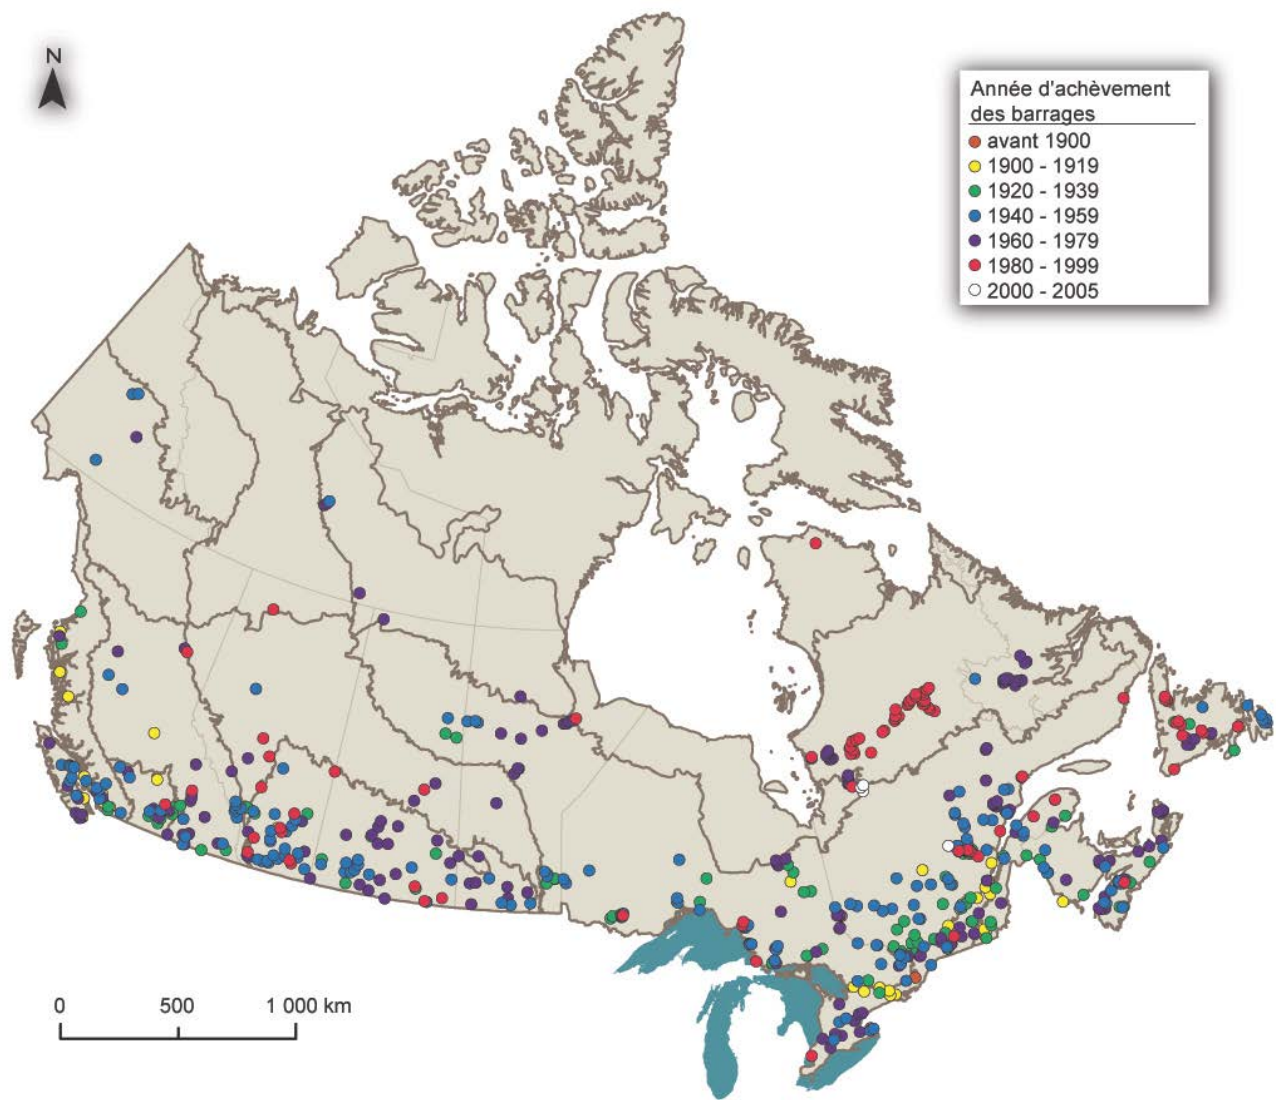 N
Année d'achèvement
des barrages
avant 1900
1900 - 1919
1920 - 1939
1940 - 1959
1960 - 1979
1980 - 1999
2000 - 2005
0 500 1 000 km